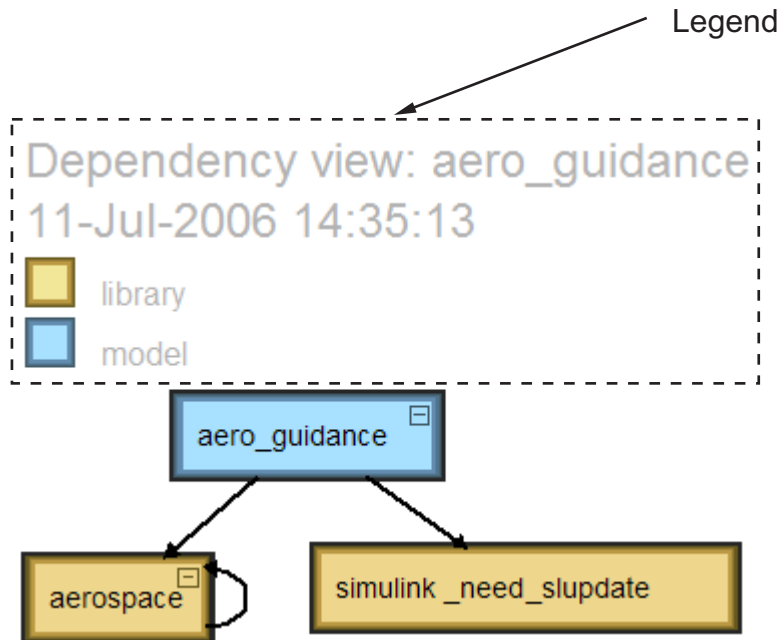 Legend
Dependency view: aero_guidance
11-Jul-2006 14:35:13
library
model
aero_guidance
aerospace
simulink _need_slupdate